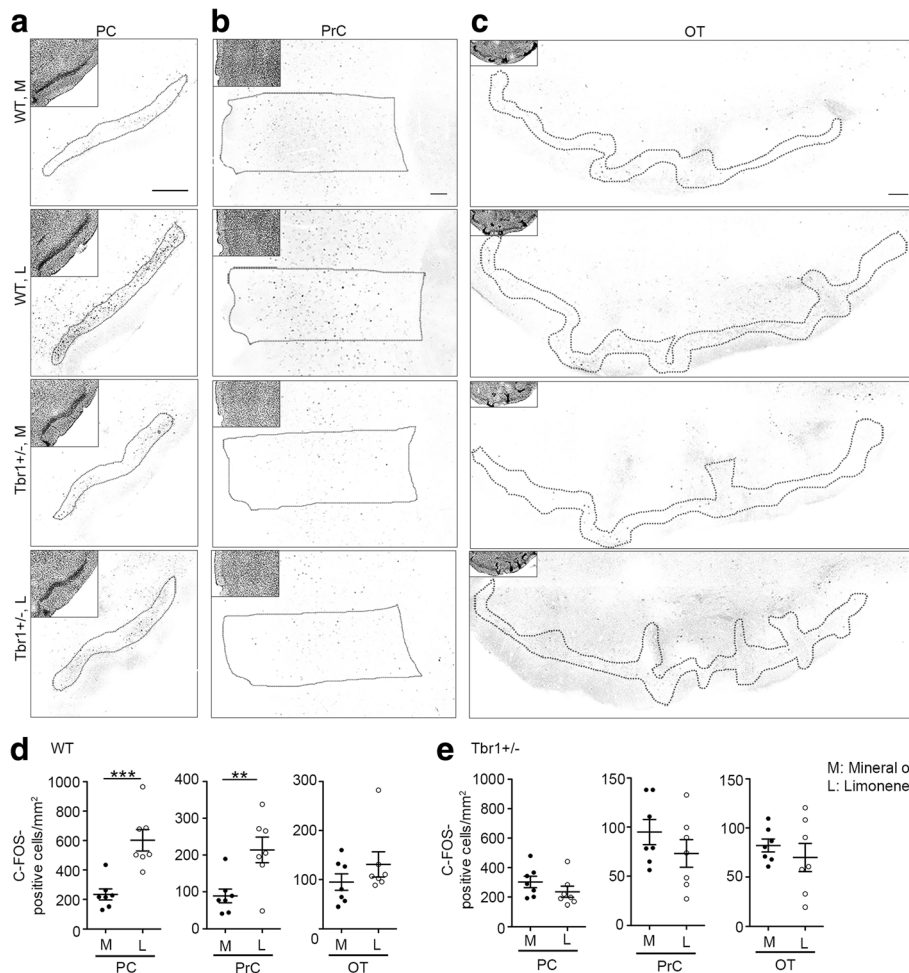 a
PC
b
PrC
c
OT
WT, M
WT, L
Tbr1+/-, M
Tbr1+/-, L
d
WT
C-FOS-
positive cells/mm²
1000
800
600
400
200
0
***
M
L
PC
400
300
200
100
0
**
M
L
PrC
300
200
100
0
M
L
OT
e
Tbr1+/-
M: Mineral o
L: Limonene
C-FOS-
positive cells/mm²
1000
800
600
400
200
0
M
L
PC
150
100
50
0
M
L
PrC
150
100
50
0
M
L
OT